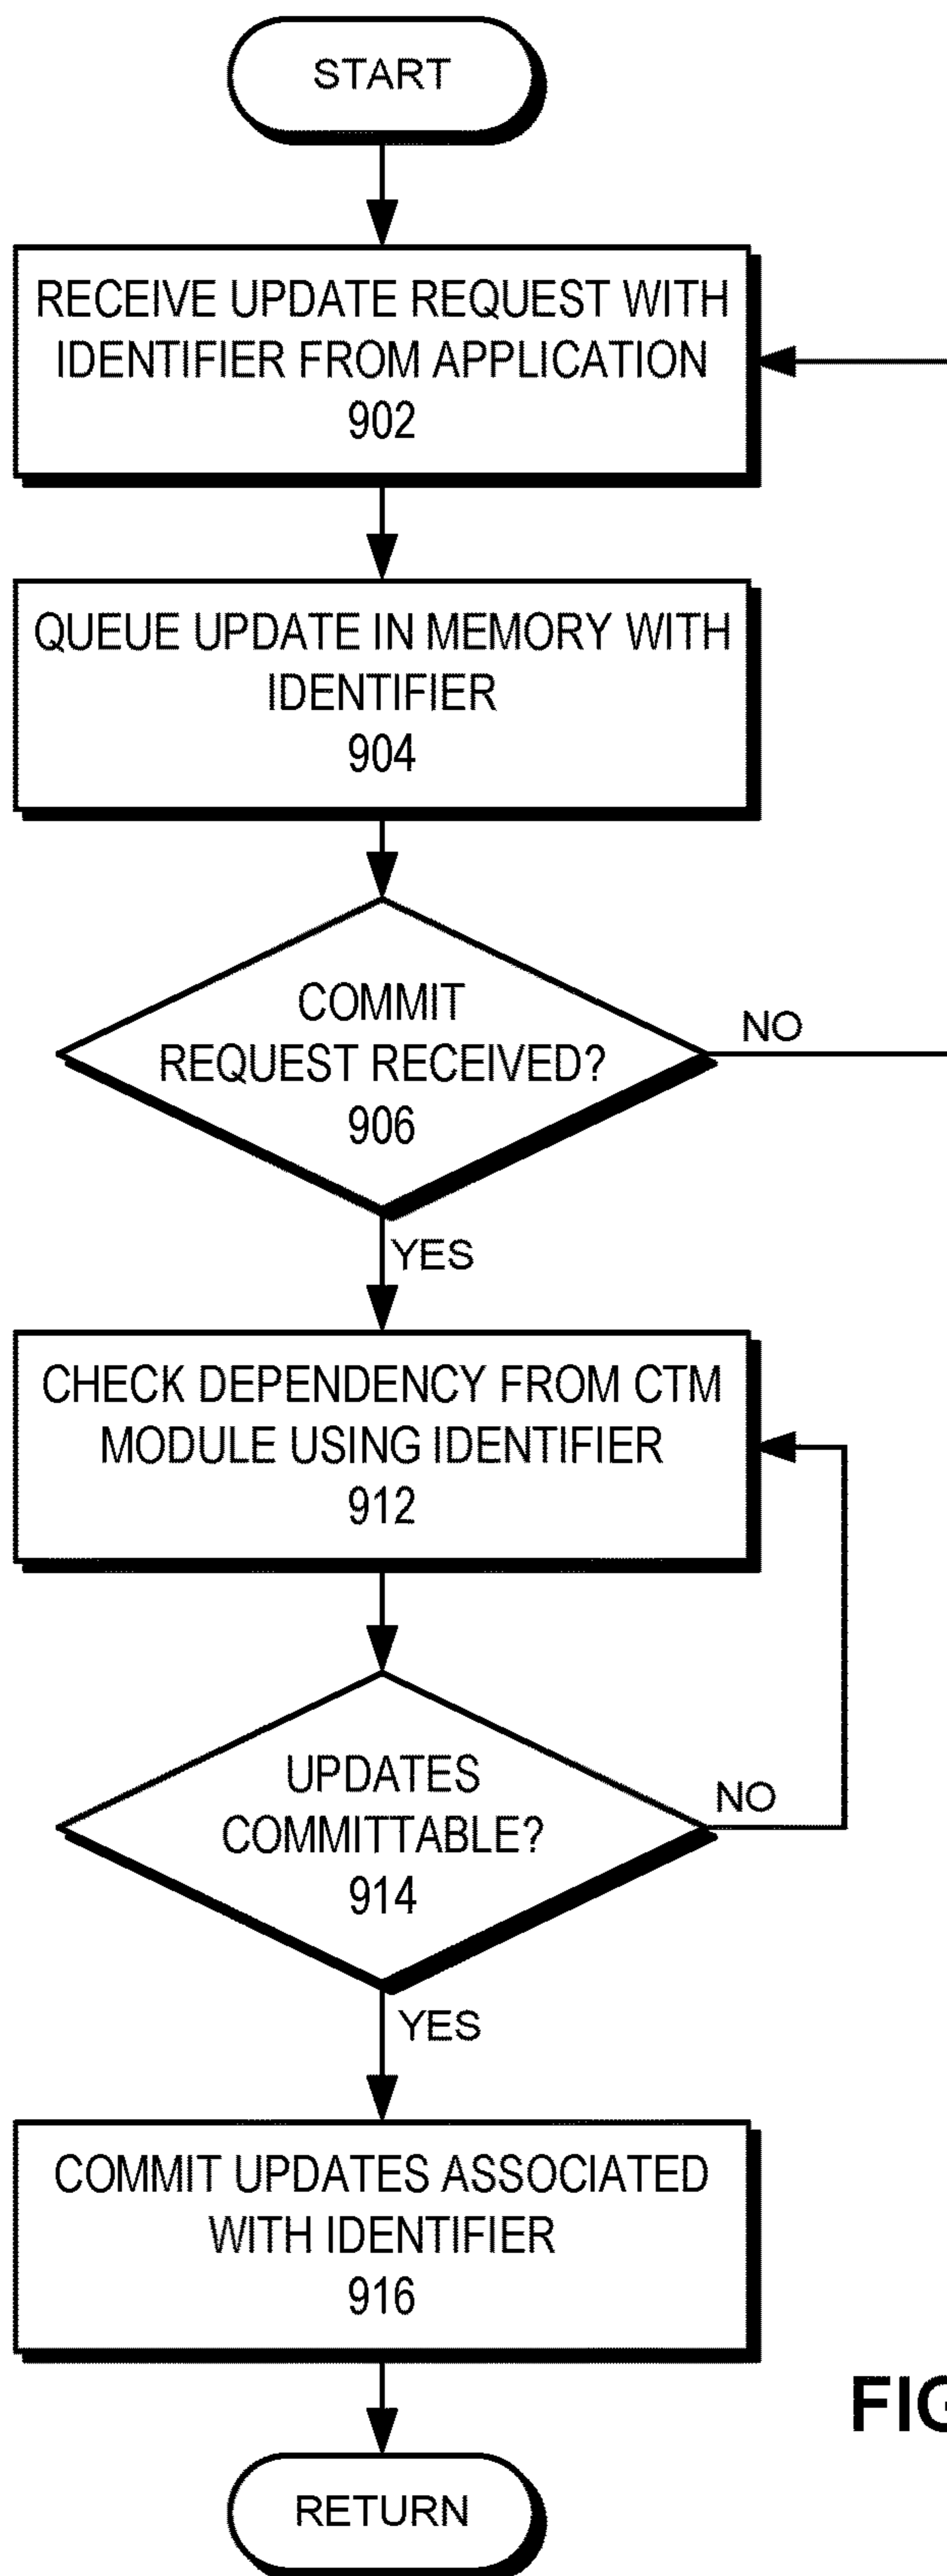 START
RECEIVE UPDATE REQUEST WITH
IDENTIFIER FROM APPLICATION
902
QUEUE UPDATE IN MEMORY WITH
IDENTIFIER
904
COMMIT
REQUEST RECEIVED?
906
NO
YES
CHECK DEPENDENCY FROM CTM
MODULE USING IDENTIFIER
912
UPDATES
COMMITTABLE?
914
NO
YES
COMMIT UPDATES ASSOCIATED
WITH IDENTIFIER
916
FIG
RETURN